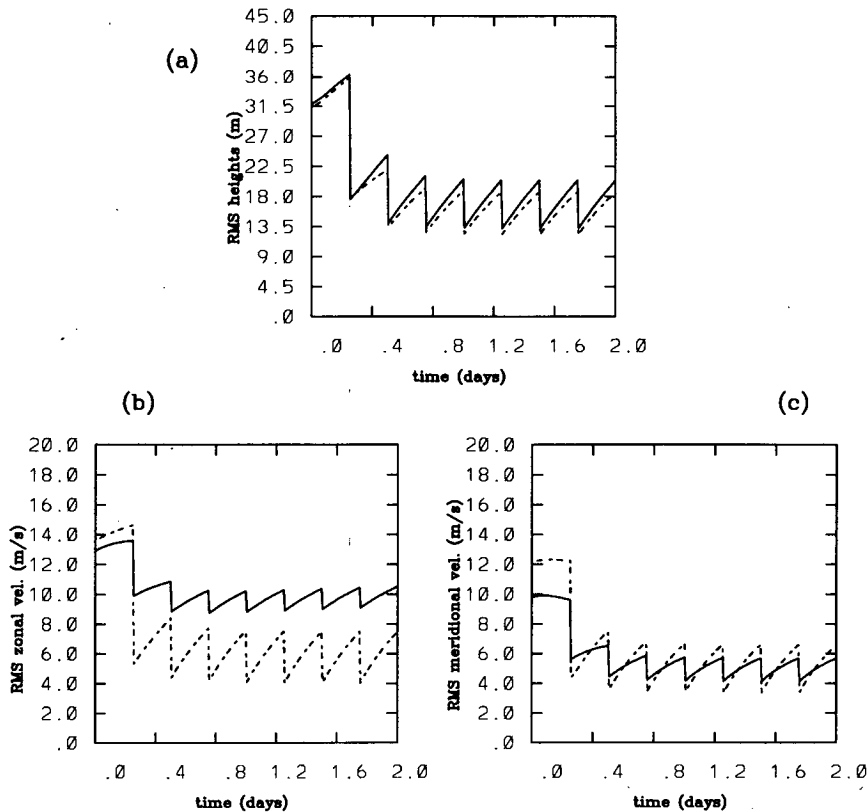 (a)
45.0
40.5
36.0
31.5
27.0
22.5
18.0
13.5
9.0
4.5
.0
RMS heights (m)
.0 .4 .8 1.2 1.6 2.0
time (days)
(b)
20.0
18.0
16.0
14.0
12.0
10.0
8.0
6.0
4.0
2.0
.0
RMS zonal vel. (m/s)
.0 .4 .8 1.2 1.6 2.0
time (days)
(c)
20.0
18.0
16.0
14.0
12.0
10.0
8.0
6.0
4.0
2.0
.0
RMS meridional vel. (m/s)
.0 .4 .8 1.2 1.6 2.0
time (days)